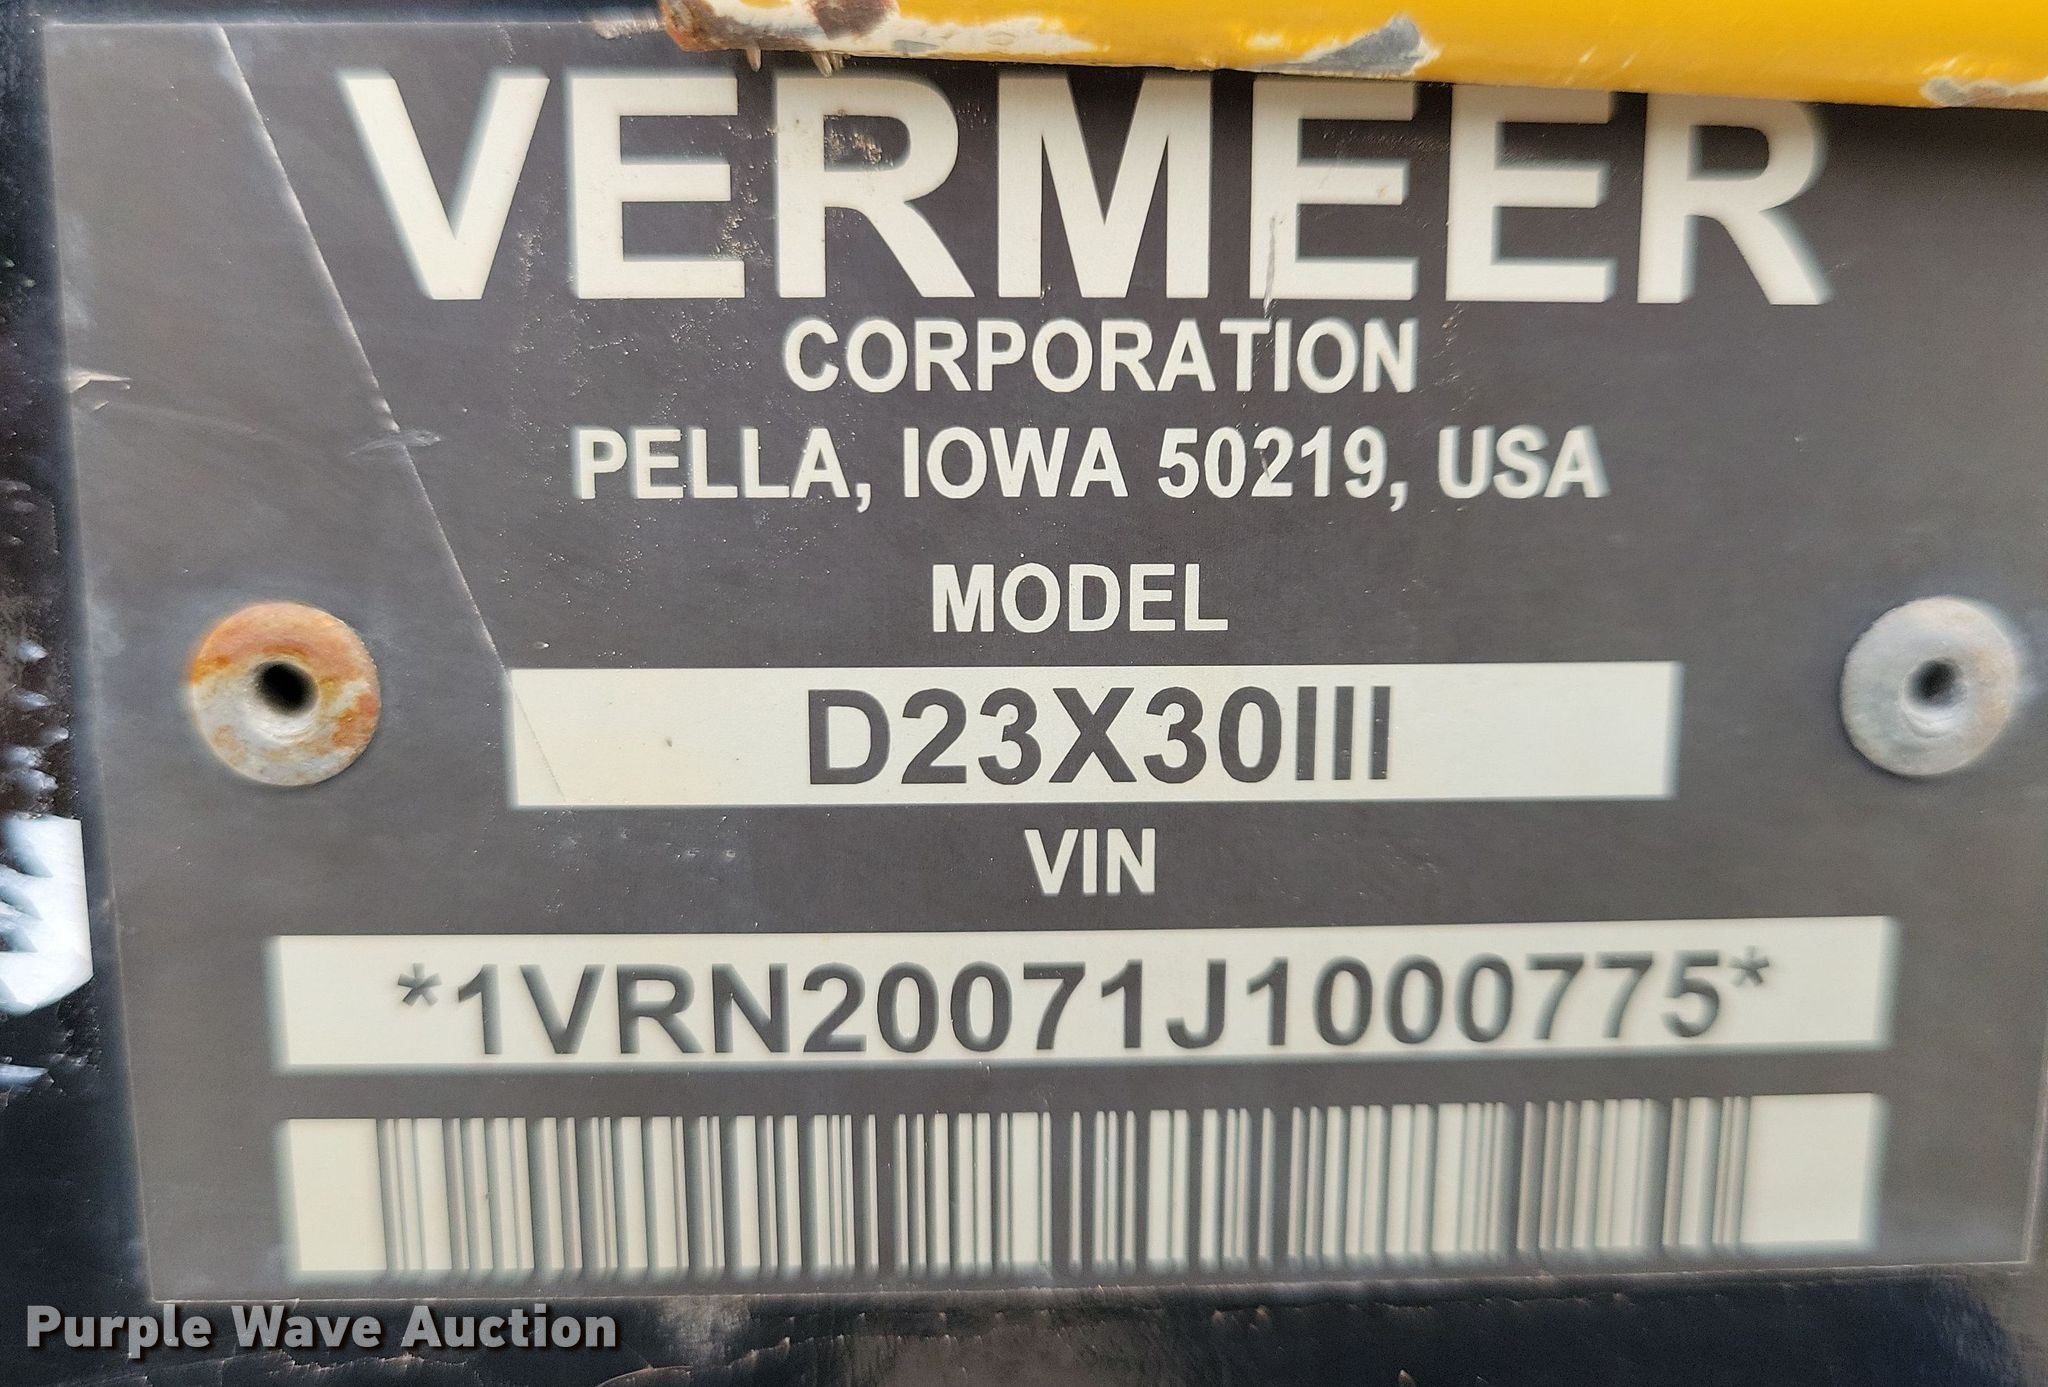 VERMEER
CORPORATION
PELLA, IOWA 50219, USA
MODEL
D23X30III
VIN
*1VRN20071J1000775*
Purple Wave Auction